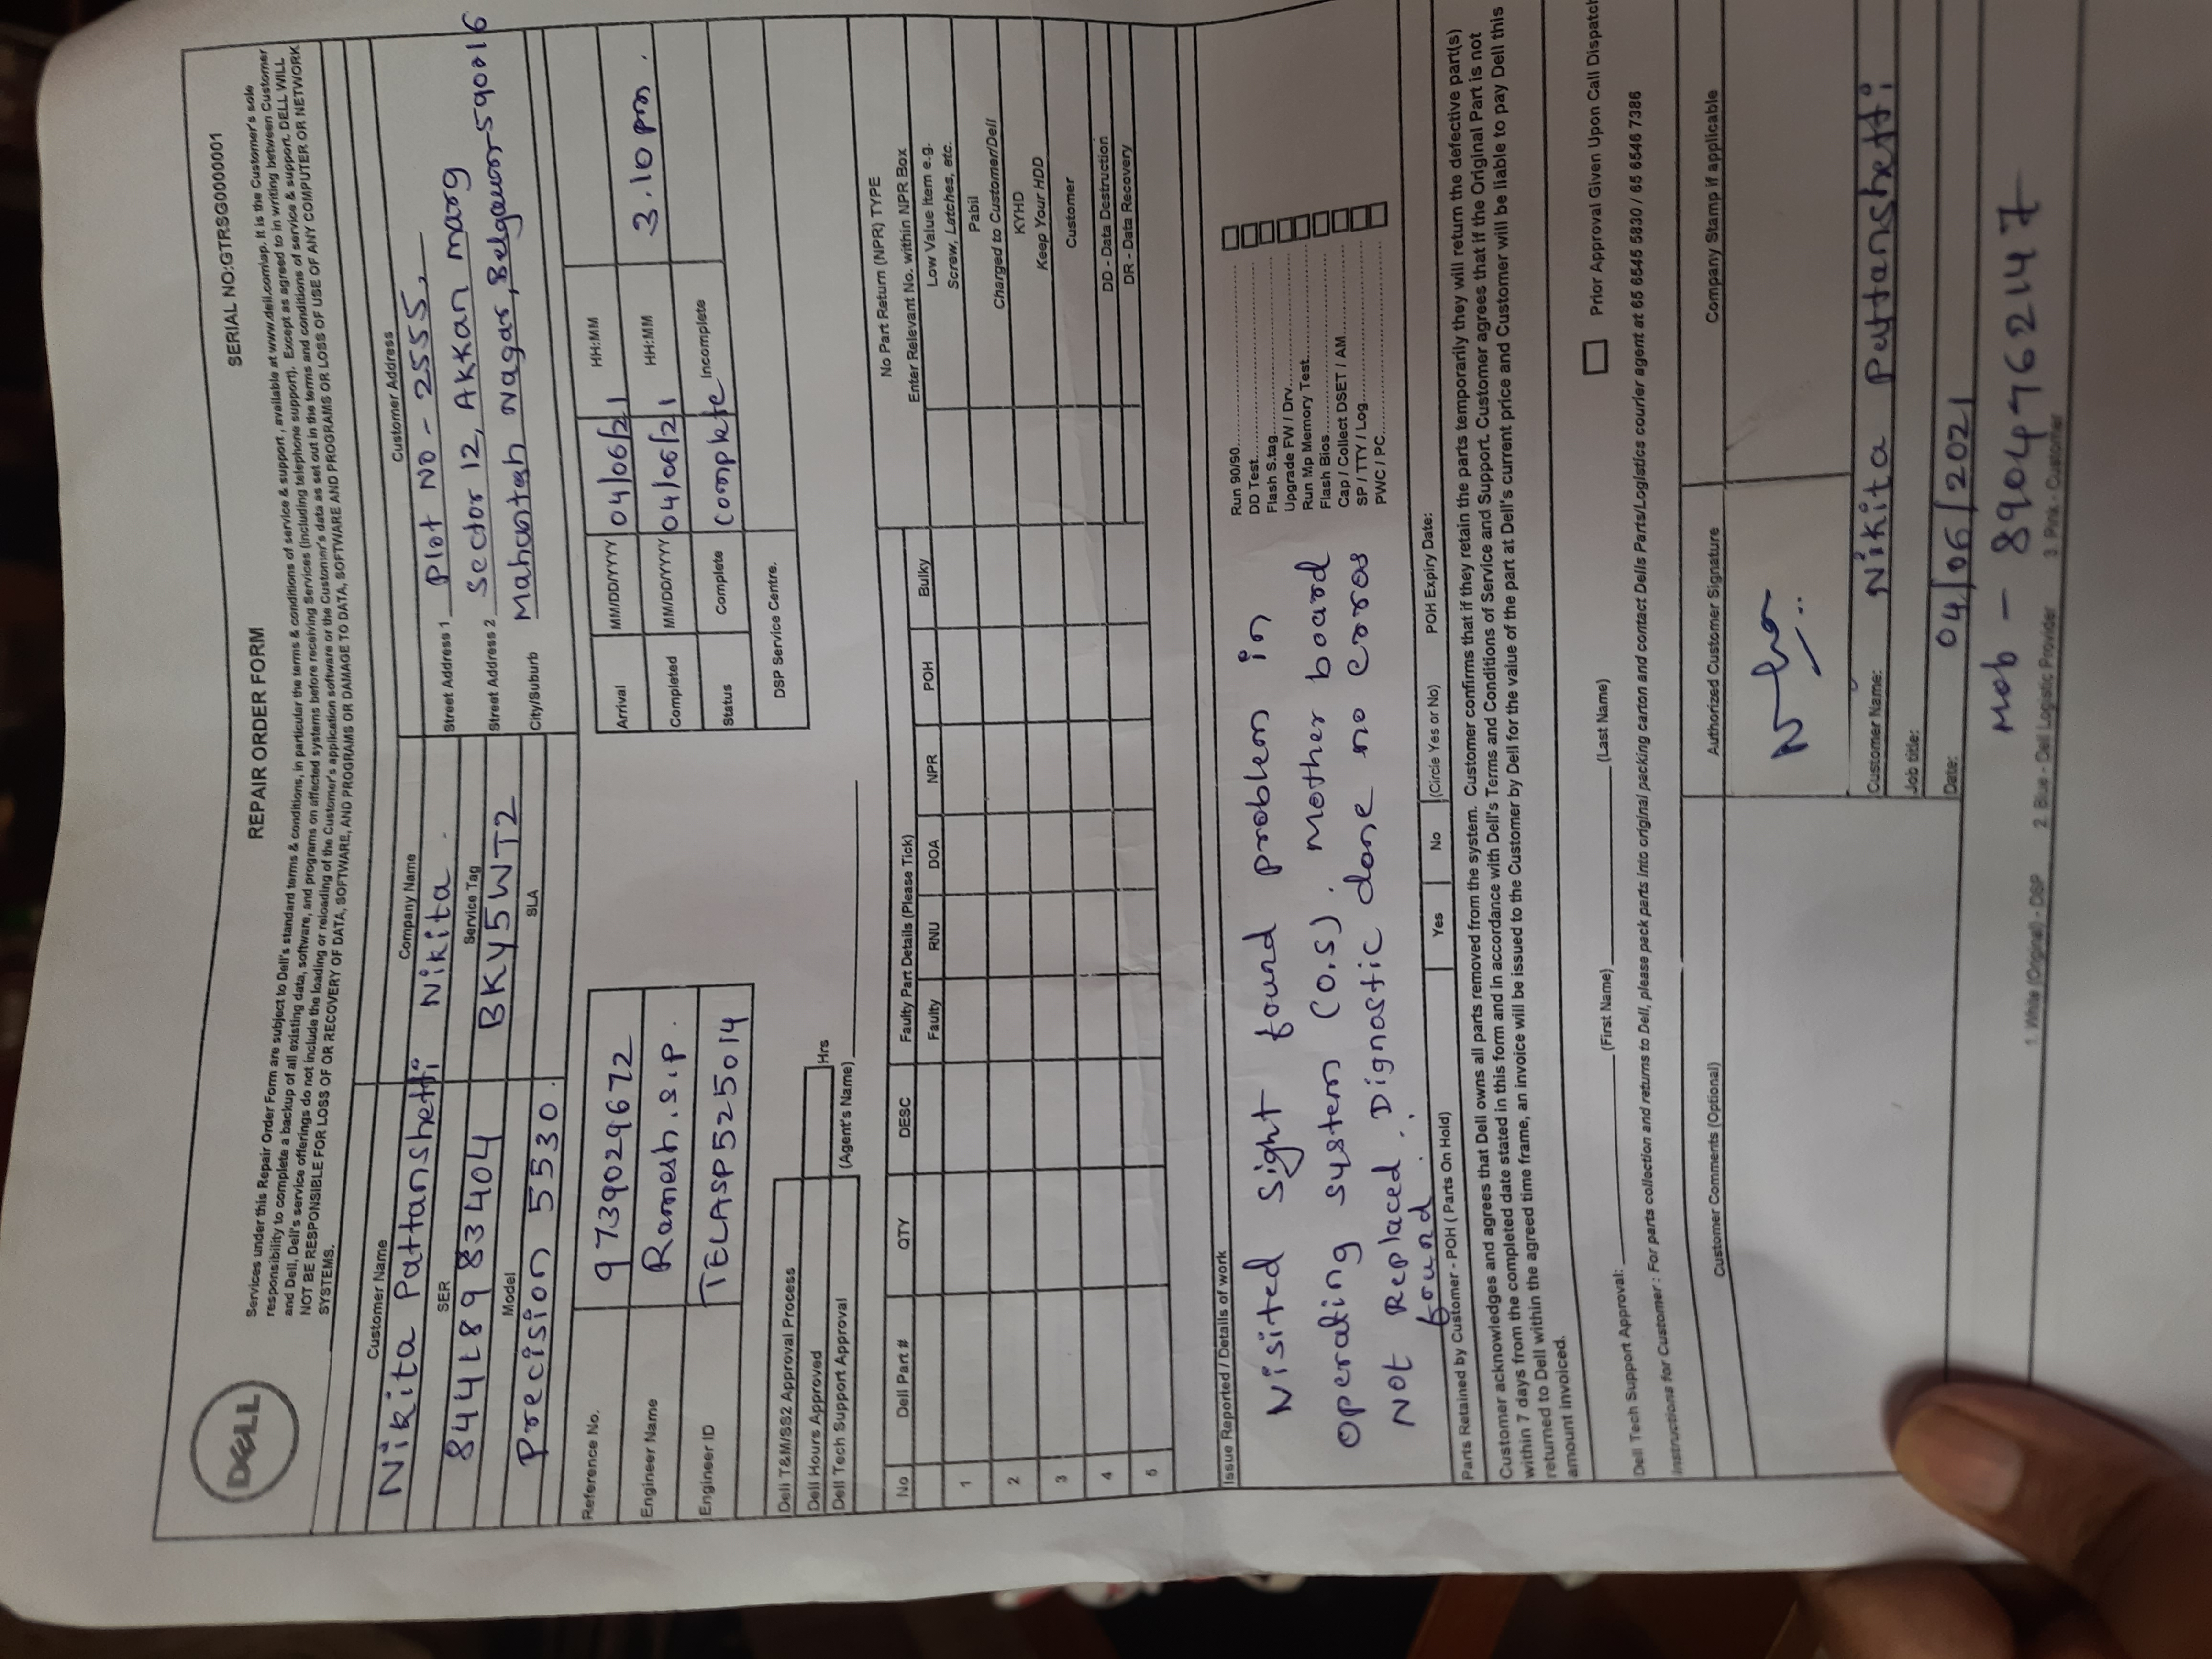 DELL
REPAIR ORDER FORM
SERIAL NO:GTRSG0000001
Services under this Repair Order Form are subject to Dell's standard terms & conditions, in particular the terms & conditions of service & support , available at www.dell.com\ap. It is the Customer's sole
responsibility to complete a backup of all existing data, software, and programs on affected systems before receiving Services (including telephone support). Except as agreed to in writing between Customer
and Dell, Dell's service offerings do not include the loading or reloading of the Customer's application software or the Customer's data as set out in the terms and conditions of service & support. DELL WILL
NOT BE RESPONSIBLE FOR LOSS OF OR RECOVERY OF DATA, SOFTWARE, AND PROGRAMS OR DAMAGE TO DATA, SOFTWARE AND PROGRAMS OR LOSS OF USE OF ANY COMPUTER OR NETWORK
SYSTEMS.
Customer Name
Nikita Pattanshetti
Company Name
Nikita
Customer Address
Street Address 1 Plot No - 2555,
Street Address 2 Sector 12, Akkan marg
City/Suburb Mahantesh Nagar, Belgaum-590016
SER
844L8983404
Service Tag
BKY5WT2
Model
Precision 5530.
SLA
Reference No. 9739029672
Engineer Name Ramesh.s.p.
Engineer ID TELASP525014
Arrival MM/DD/YYYY 04/06/21 HH:MM
Completed MM/DD/YYYY 04/06/21 HH:MM 3.10 pm.
Status Complete Complete Incomplete
DSP Service Centre.
Dell T&M/SS2 Approval Process
Dell Hours Approved Hrs
Dell Tech Support Approval (Agent's Name)
No Dell Part # QTY DESC Faulty Part Details (Please Tick)
Faulty RNU DOA NPR POH Bulky
1
2
3
4
5
No Part Return (NPR) TYPE
Enter Relevant No. within NPR Box
Low Value Item e.g.
Screw, Latches, etc.
Pabil
Charged to Customer/Dell
KYHD
Keep Your HDD
Customer
DD - Data Destruction
DR - Data Recovery
Issue Reported / Details of work
Nisited Sight found problem in
operating system (O.S). Mother board
Not Replaced. Dignostic done no erros
found.
Run 90/90
DD Test
Flash S.tag
Upgrade FW / Drv
Run Mp Memory Test
Flash Bios
Cap / Collect DSET / AM
SP / TTY / Log
PWC / PC
Parts Retained by Customer - POH ( Parts On Hold) Yes No (Circle Yes or No) POH Expiry Date:
Customer acknowledges and agrees that Dell owns all parts removed from the system. Customer confirms that if they retain the parts temporarily they will return the defective part(s)
within 7 days from the completed date stated in this form and in accordance with Dell's Terms and Conditions of Service and Support. Customer agrees that if the Original Part is not
returned to Dell within the agreed time frame, an invoice will be issued to the Customer by Dell for the value of the part at Dell's current price and Customer will be liable to pay Dell this
amount invoiced.
Dell Tech Support Approval: (First Name) (Last Name) Prior Approval Given Upon Call Dispatch
Instructions for Customer : For parts collection and returns to Dell, please pack parts into original packing carton and contact Dells Parts/Logistics courier agent at 65 6545 5830 / 65 6546 7386
Customer Comments (Optional) Authorized Customer Signature Company Stamp if applicable
Customer Name: Nikita Pattanshetti
Job title:
Date: 04/06/2021
Mob - 8904762147
1. White (Original) - DSP 2. Blue - Dell Logistic Provider 3. Pink - Customer